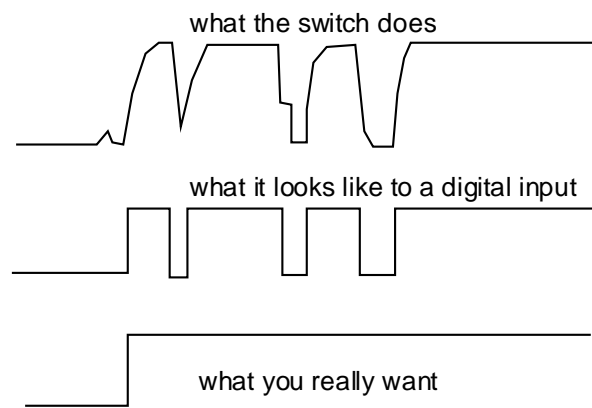 what the switch does
what it looks like to a digital input
what you really want